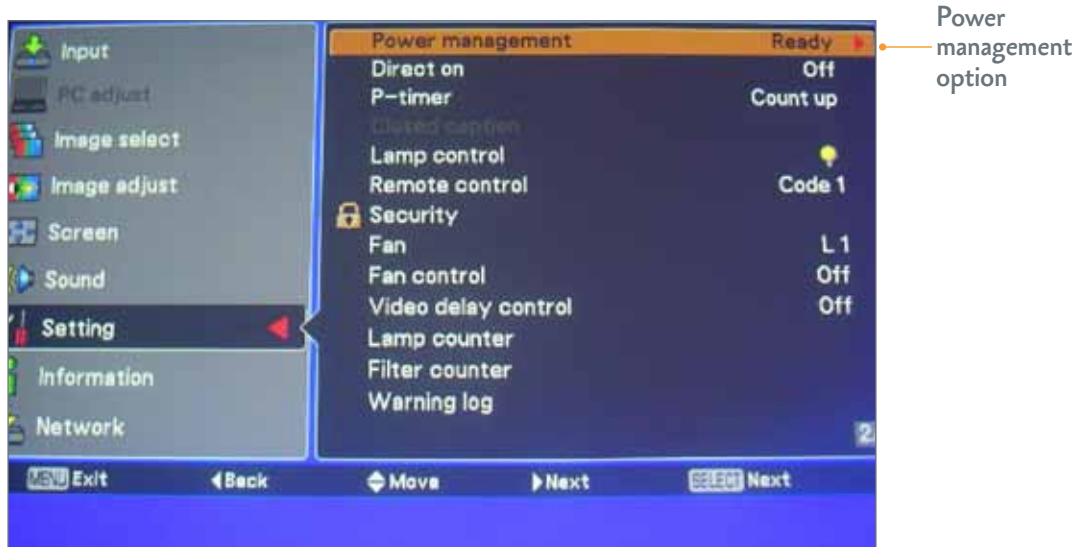 Input
PC adjust
Image select
Image adjust
Screen
Sound
Setting
Information
Network
Power management Ready
Direct on Off
P-timer Count up
Closed caption
Lamp control
Remote control Code 1
Security
Fan L 1
Fan control Off
Video delay control Off
Lamp counter
Filter counter
Warning log
2
MENU Exit Back Move Next SELECT Next
Power
management
option